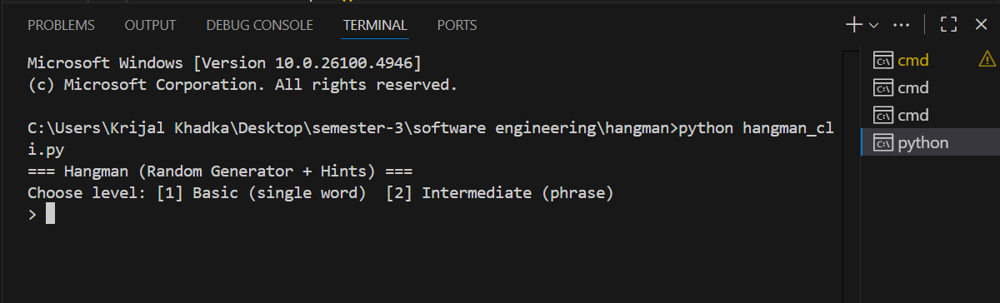 PROBLEMS OUTPUT DEBUG CONSOLE TERMINAL PORTS
Microsoft Windows [Version 10.0.26100.4946]
(c) Microsoft Corporation. All rights reserved.
C:\Users\Krijal Khadka\Desktop\semester-3\software engineering\hangman>python hangman_cl
i.py
=== Hangman (Random Generator + Hints) ===
Choose level: [1] Basic (single word)  [2] Intermediate (phrase)
>
cmd
cmd
cmd
python